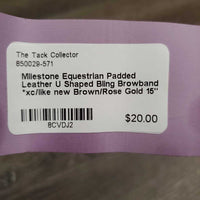 The Tack Collector
850029-571
Milestone Equestrian Padded
Leather U Shaped Bling Browband
*xc/like new Brown/Rose Gold 15"
8CVDJ2
$20.00